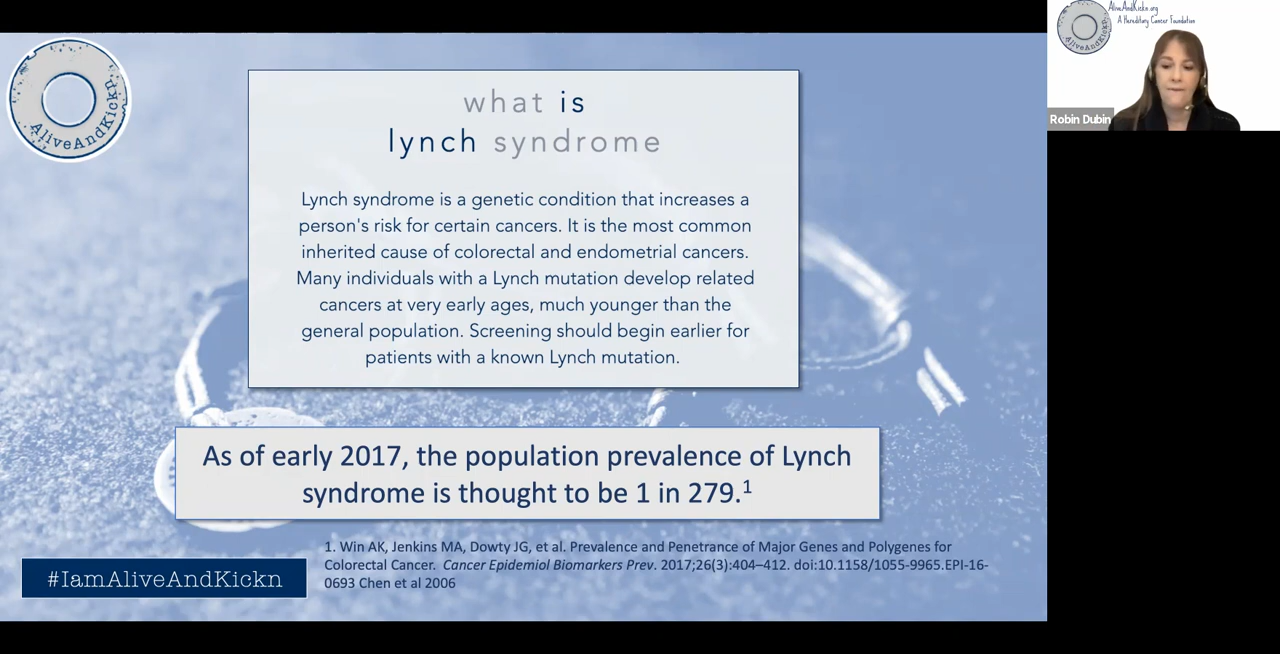 AliveAndKickn
what is
lynch syndrome
Lynch syndrome is a genetic condition that increases a
person's risk for certain cancers. It is the most common
inherited cause of colorectal and endometrial cancers.
Many individuals with a Lynch mutation develop related
cancers at very early ages, much younger than the
general population. Screening should begin earlier for
patients with a known Lynch mutation.
As of early 2017, the population prevalence of Lynch
syndrome is thought to be 1 in 279.1
1. Win AK, Jenkins MA, Dowty JG, et al. Prevalence and Penetrance of Major Genes and Polygenes for
Colorectal Cancer. Cancer Epidemiol Biomarkers Prev. 2017;26(3):404–412. doi:10.1158/1055-9965.EPI-16-
0693 Chen et al 2006
#IamAliveAndKickn
AliveAndKickn.org
A Hereditary Cancer Foundation
AliveAndKickn
Robin Dubin